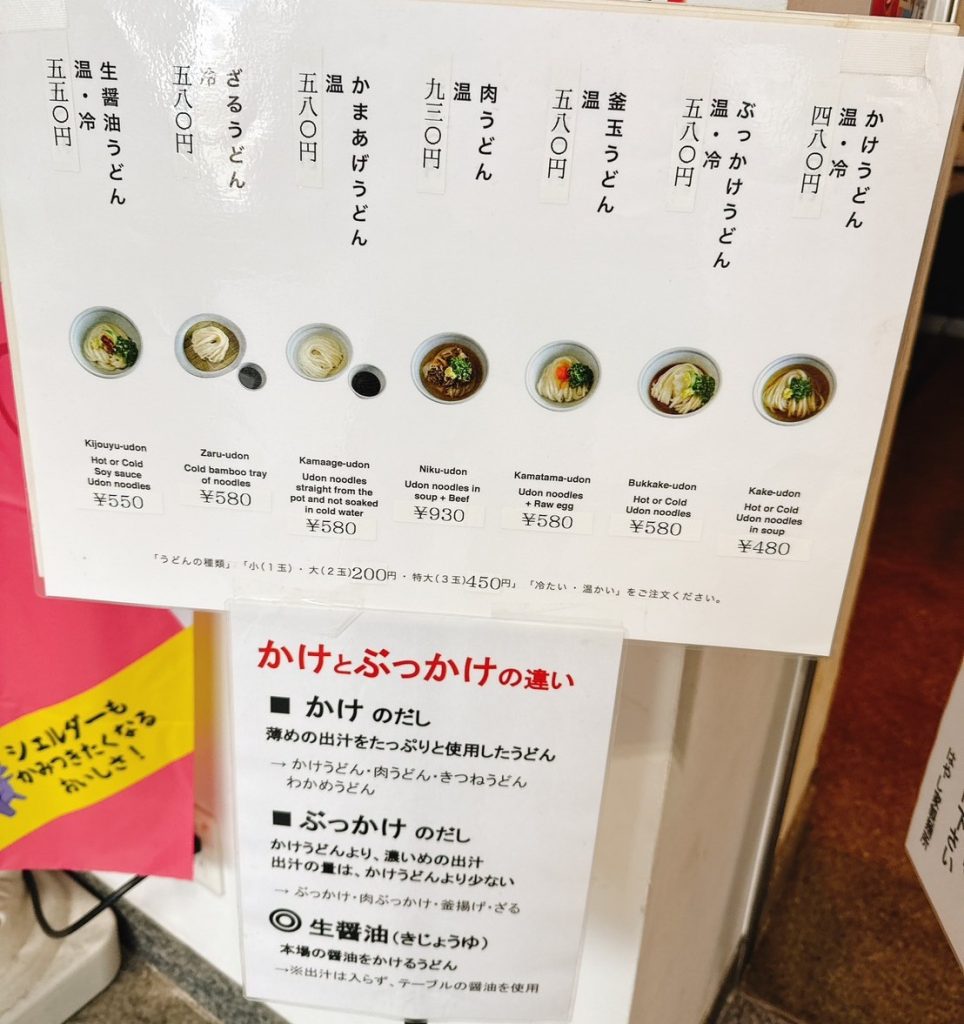 かけうどん
温・冷
四八〇円
ぶっかけうどん
温・冷
五八〇円
釜玉うどん
温
五八〇円
肉うどん
温
九三〇円
かまあげうどん
温
五八〇円
ざるうどん
冷
五八〇円
生醤油うどん
温・冷
五五〇円
Kijouyu-udon
Hot or Cold
Soy sauce
Udon noodles
¥550
Zaru-udon
Cold bamboo tray
of noodles
¥580
Kamaage-udon
Udon noodles
straight from the
pot and not soaked
in cold water
¥580
Niku-udon
Udon noodles in
soup + Beef
¥930
Kamatama-udon
Udon noodles
+ Raw egg
¥580
Bukkake-udon
Hot or Cold
Udon noodles
¥580
Kake-udon
Hot or Cold
Udon noodles
in soup
¥480
「うどんの種類」「小(1玉)・大(2玉)200円・特大(3玉)450円」「冷たい・温かい」をご注文ください。
かけとぶっかけの違い
■ かけ のだし
薄めの出汁をたっぷりと使用したうどん
→ かけうどん・肉うどん・きつねうどん
わかめうどん
■ ぶっかけ のだし
かけうどんより、濃いめの出汁
出汁の量は、かけうどんより少ない
→ ぶっかけ・肉ぶっかけ・釜揚げ・ざる
◎ 生醤油(きじょうゆ)
本場の醤油をかけるうどん
→※出汁は入らず、テーブルの醤油を使用
シェルダーも
かみつきたくなる
おいしさ！